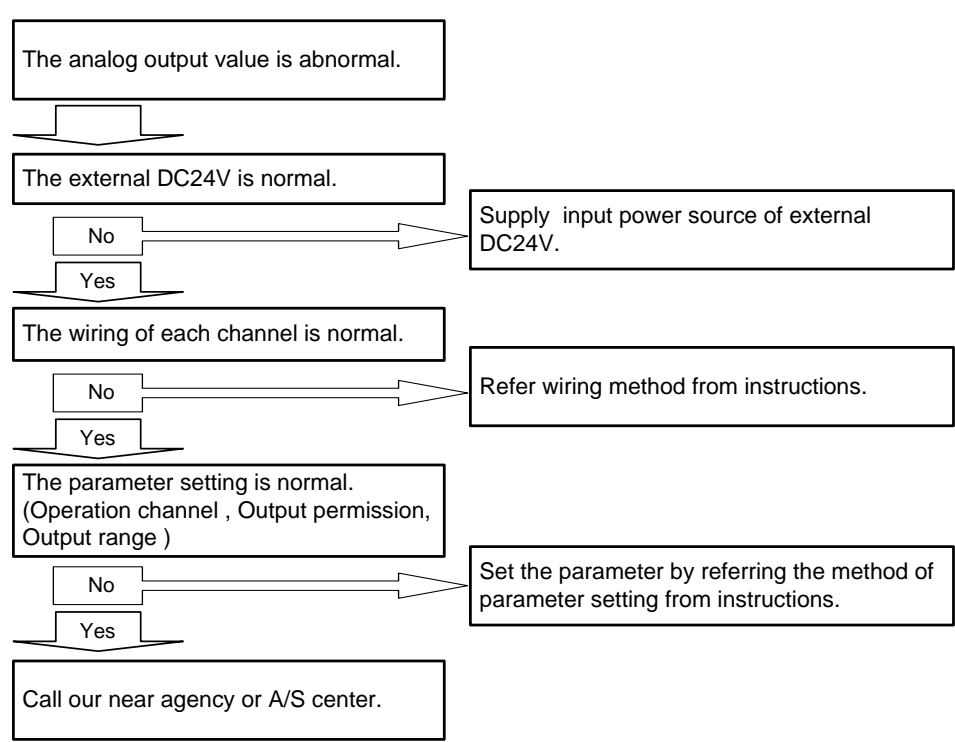 The analog output value is abnormal.
The external DC24V is normal.
No
Supply  input power source of external
DC24V.
Yes
The wiring of each channel is normal.
No
Refer wiring method from instructions.
Yes
The parameter setting is normal.
(Operation channel , Output permission,
Output range )
No
Set the parameter by referring the method of
parameter setting from instructions.
Yes
Call our near agency or A/S center.